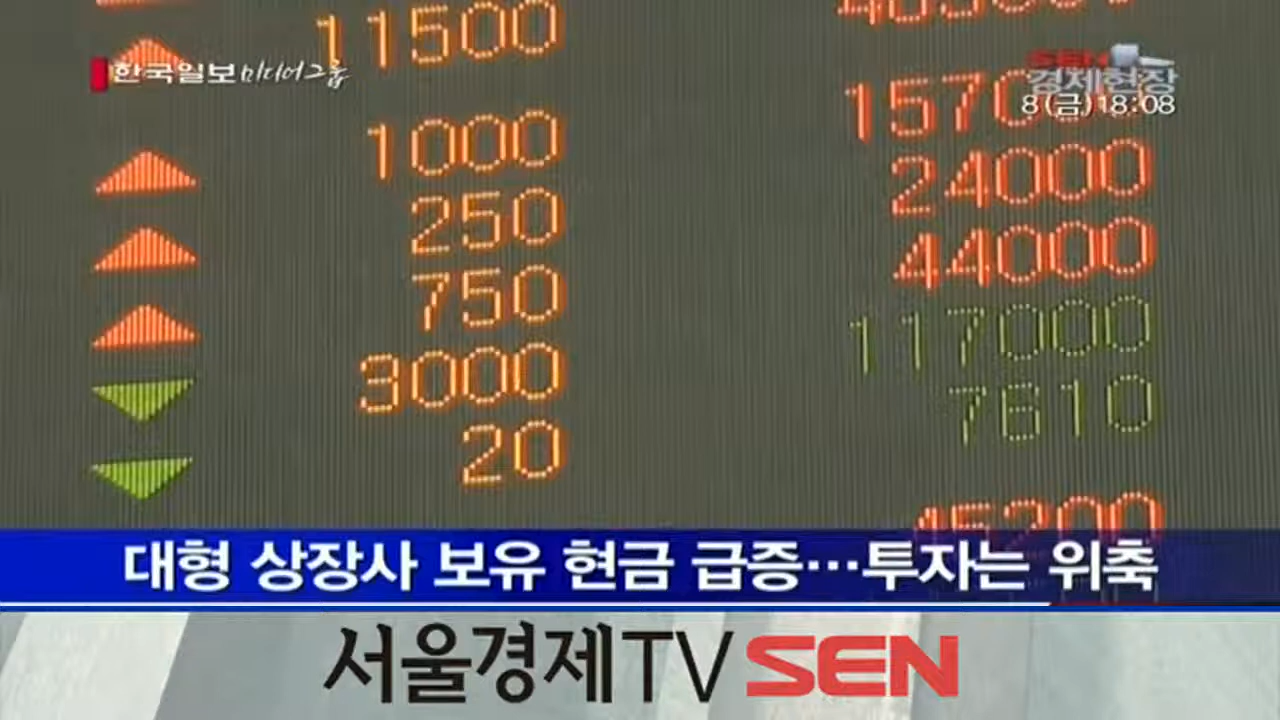 11500
한국일보 미디어그룹
SEN
경제현장
8(금) 18:08
1000
24000
250
44000
750
117000
3000
7610
20
45200
대형 상장사 보유 현금 급증…투자는 위축
서울경제TV SEN